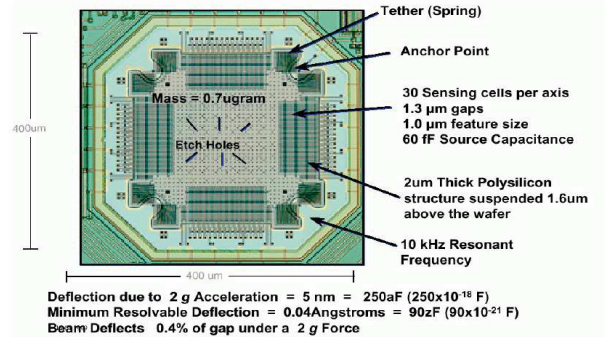 Tether (Spring)
Anchor Point
Mass = 0.7ugram
30 Sensing cells per axis
1.3 μm gaps
1.0 μm feature size
60 fF Source Capacitance
400um
Etch Holes
2um Thick Polysilicon
structure suspended 1.6um
above the wafer
10 kHz Resonant
Frequency
400 um
Deflection due to 2 g Acceleration = 5 nm = 250aF (250x10⁻¹⁸ F)
Minimum Resolvable Deflection = 0.04Angstroms = 90zF (90x10⁻²¹ F)
Beam Deflects 0.4% of gap under a 2 g Force